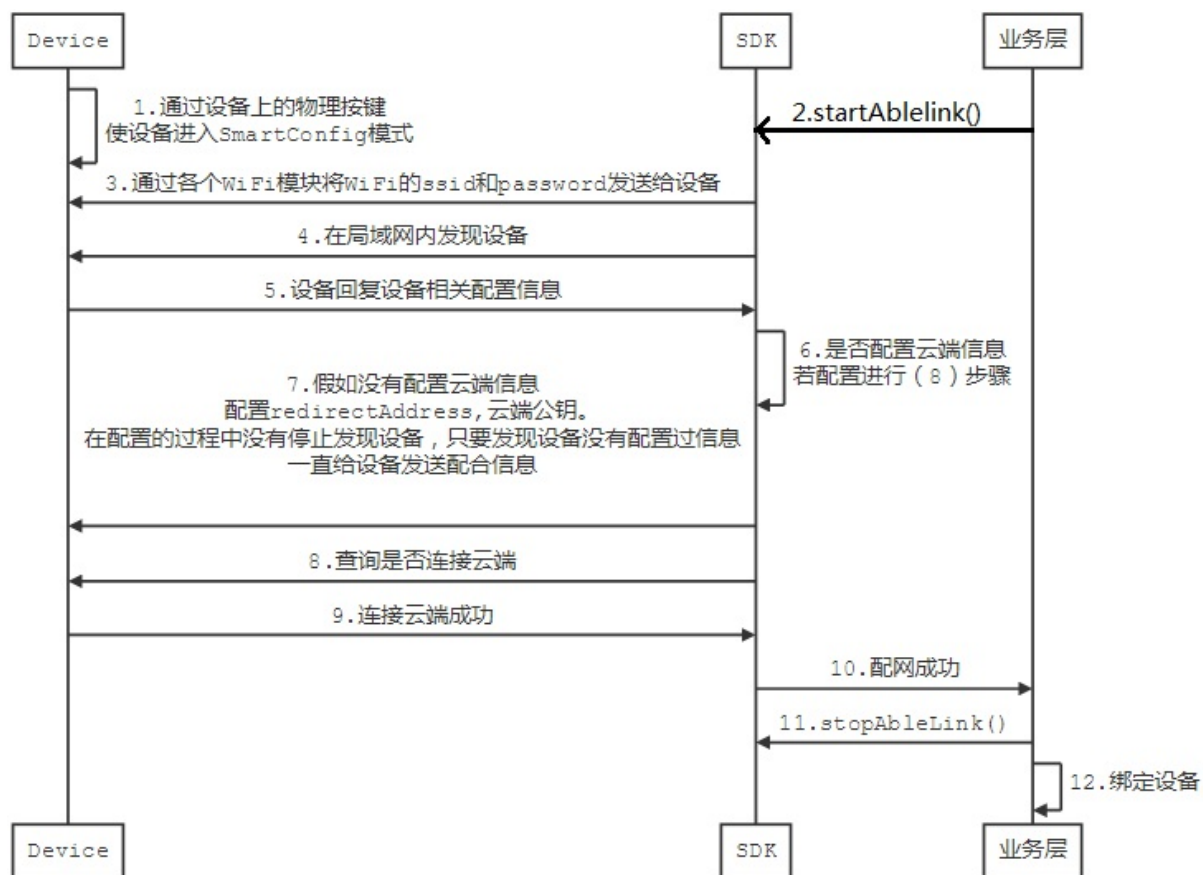 Device
SDK
业务层
1.通过设备上的物理按键
使设备进入SmartConfig模式
2.startAblelink()
3.通过各个WiFi模块将WiFi的ssid和password发送给设备
4.在局域网内发现设备
5.设备回复设备相关配置信息
6.是否配置云端信息
若配置进行（8）步骤
7.假如没有配置云端信息
配置redirectAddress,云端公钥。
在配置的过程中没有停止发现设备，只要发现设备没有配置过信息
一直给设备发送配合信息
8.查询是否连接云端
9.连接云端成功
10.配网成功
11.stopAbleLink()
12.绑定设备
Device
SDK
业务层